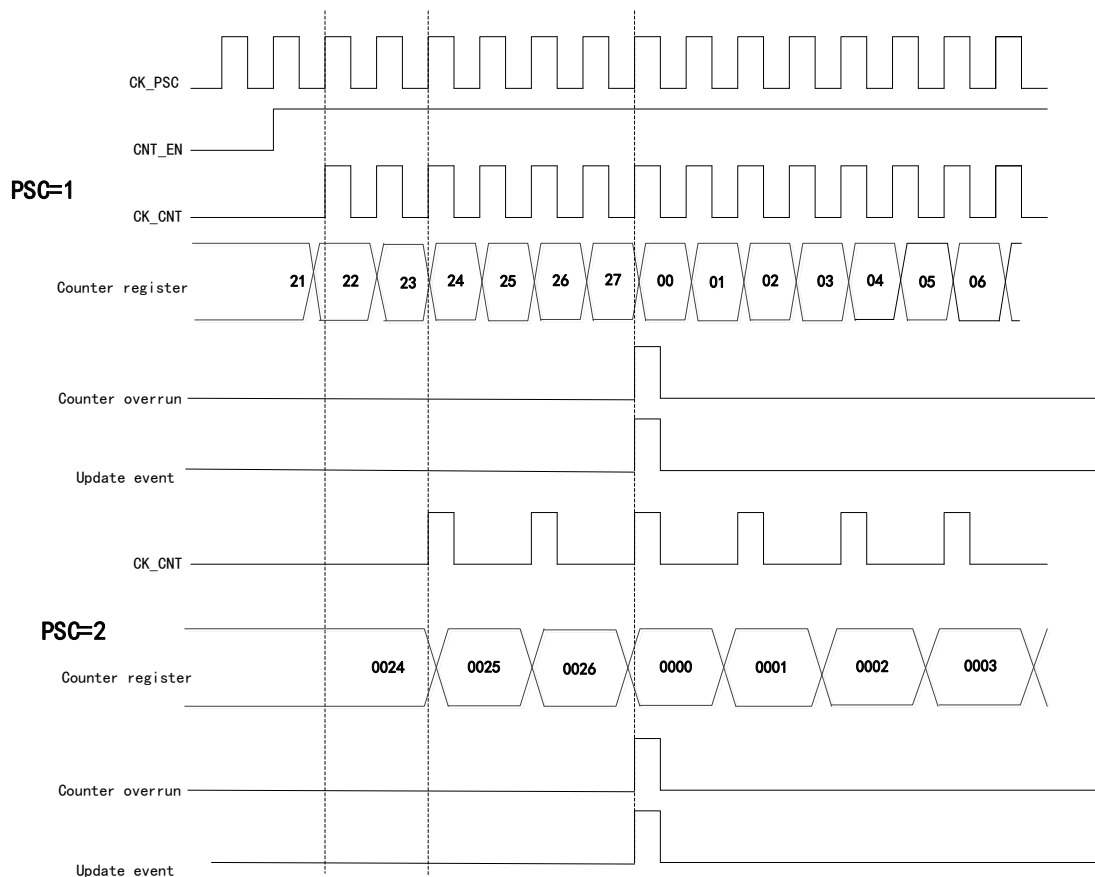 CK_PSC
CNT_EN
PSC=1
CK_CNT
Counter register 21 22 23 24 25 26 27 00 01 02 03 04 05 06
Counter overrun
Update event
CK_CNT
PSC=2
Counter register 0024 0025 0026 0000 0001 0002 0003
Counter overrun
Update event